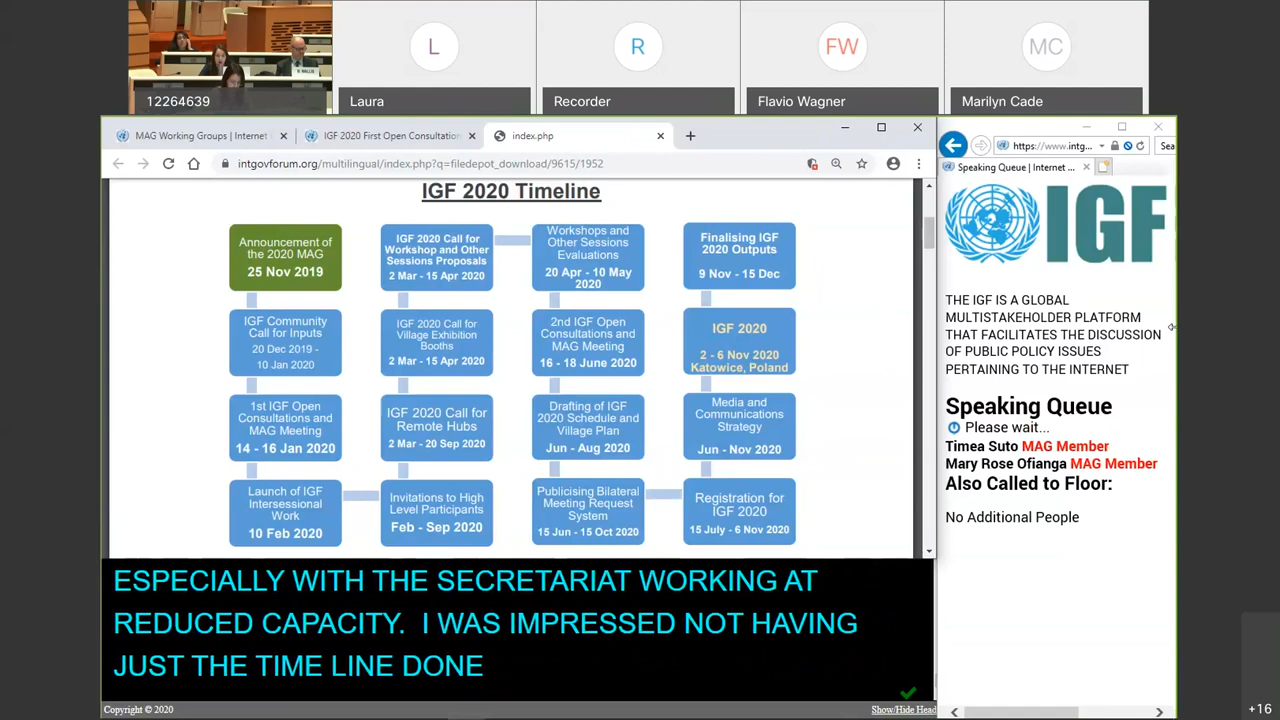 L
R
FW
MC
12264639
Laura
Recorder
Flavio Wagner
Marilyn Cade
MAG Working Groups | Internet
IGF 2020 First Open Consultation
index.php
intgovforum.org/multilingual/index.php?q=filedepot_download/9615/1952
IGF 2020 Timeline
Announcement of
the 2020 MAG
25 Nov 2019
IGF Community
Call for Inputs
20 Dec 2019 -
10 Jan 2020
1st IGF Open
Consultations and
MAG Meeting
14 - 16 Jan 2020
Launch of IGF
Intersessional
Work
10 Feb 2020
Invitations to High
Level Participants
Feb - Sep 2020
IGF 2020 Call for
Remote Hubs
2 Mar - 20 Sep 2020
IGF 2020 Call for
Village Exhibition
Booths
2 Mar - 15 Apr 2020
IGF 2020 Call for
Workshop and Other
Sessions Proposals
2 Mar - 15 Apr 2020
Workshops and
Other Sessions
Evaluations
20 Apr - 10 May
2020
2nd IGF Open
Consultations and
MAG Meeting
16 - 18 June 2020
Drafting of IGF
2020 Schedule and
Village Plan
Jun - Aug 2020
Publicising Bilateral
Meeting Request
System
15 Jun - 15 Oct 2020
Registration for
IGF 2020
15 July - 6 Nov 2020
Media and
Communications
Strategy
Jun - Nov 2020
IGF 2020
2 - 6 Nov 2020
Katowice, Poland
Finalising IGF
2020 Outputs
9 Nov - 15 Dec
https://www.intg...
Sea
Speaking Queue | Internet ...
IGF
THE IGF IS A GLOBAL
MULTISTAKEHOLDER PLATFORM
THAT FACILITATES THE DISCUSSION
OF PUBLIC POLICY ISSUES
PERTAINING TO THE INTERNET
Speaking Queue
Please wait...
Timea Suto MAG Member
Mary Rose Ofianga MAG Member
Also Called to Floor:
No Additional People
ESPECIALLY WITH THE SECRETARIAT WORKING AT
REDUCED CAPACITY.  I WAS IMPRESSED NOT HAVING
JUST THE TIME LINE DONE
Copyright © 2020
Show/Hide Head
+16